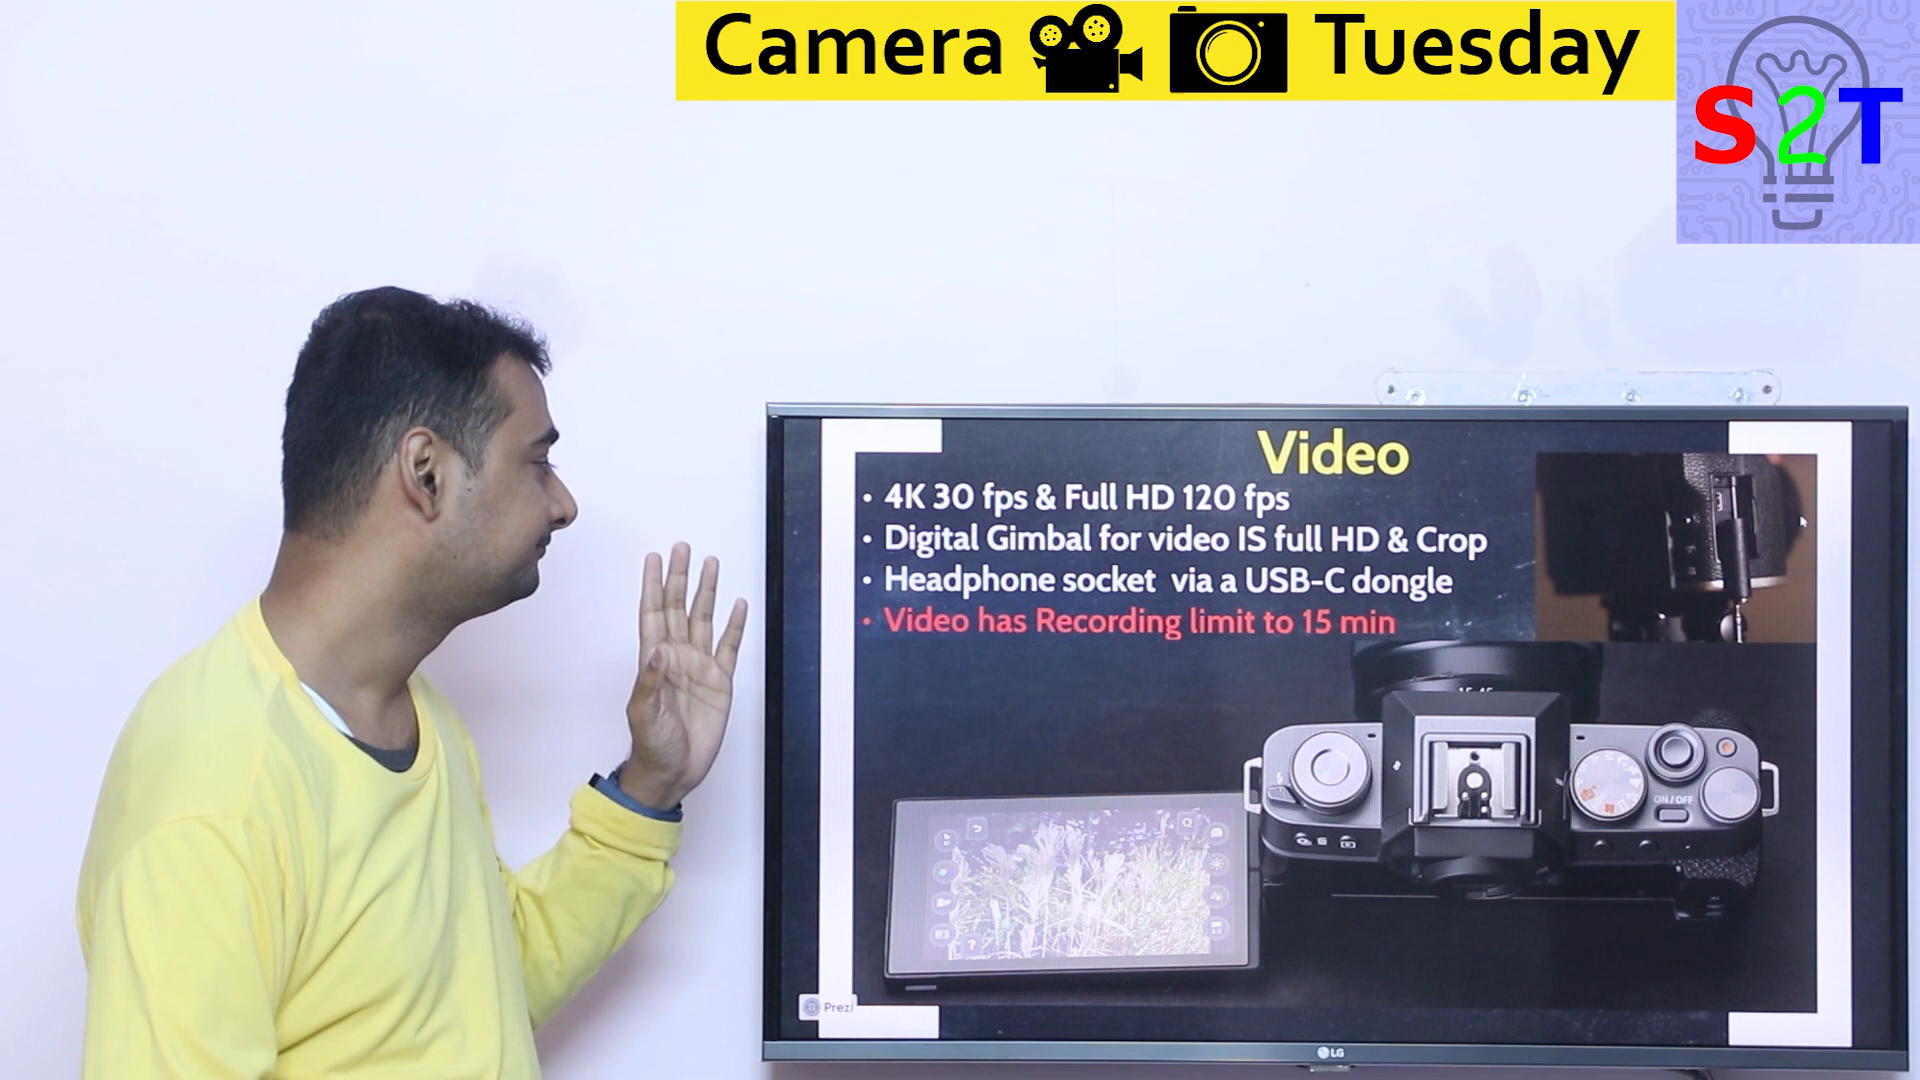 Camera Tuesday
S2T
Video
• 4K 30 fps & Full HD 120 fps
• Digital Gimbal for video IS full HD & Crop
• Headphone socket via a USB-C dongle
• Video has Recording limit to 15 min
ON/OFF
Prezi
LG